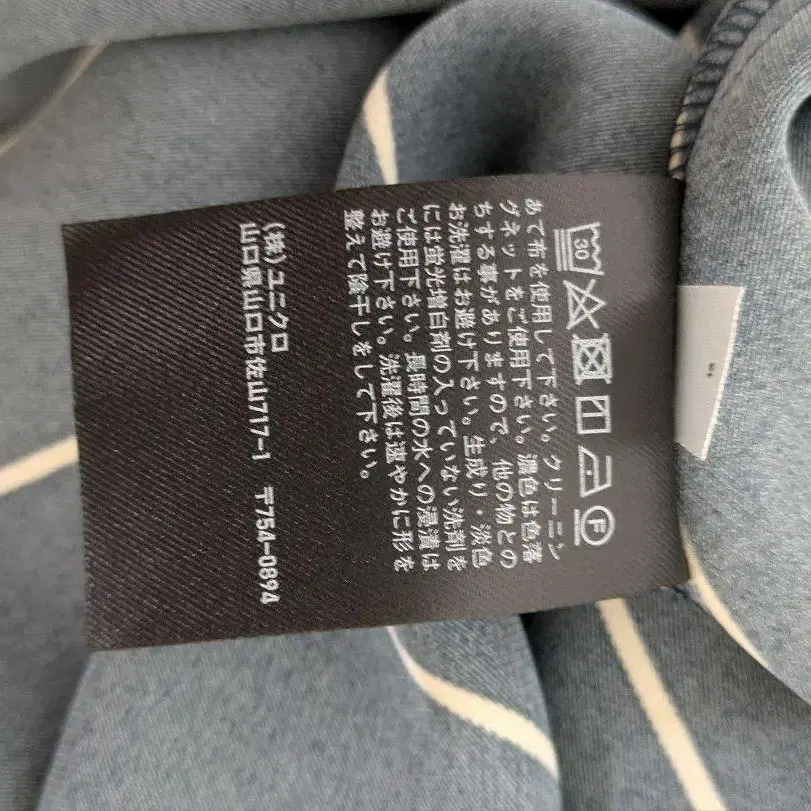 30
F
あて布を使用して下さい。クリーニン
グネットをご使用下さい。濃色は色落
ちする事がありますので、他の物との
お洗濯はお避け下さい。生成り・淡色
には蛍光増白剤の入っていない洗剤を
ご使用下さい。長時間の水への浸漬は
お避け下さい。洗濯後は速やかに形を
整えて陰干しをして下さい。
(株)ユニクロ
山口県山口市佐山717-1 〒754-0894